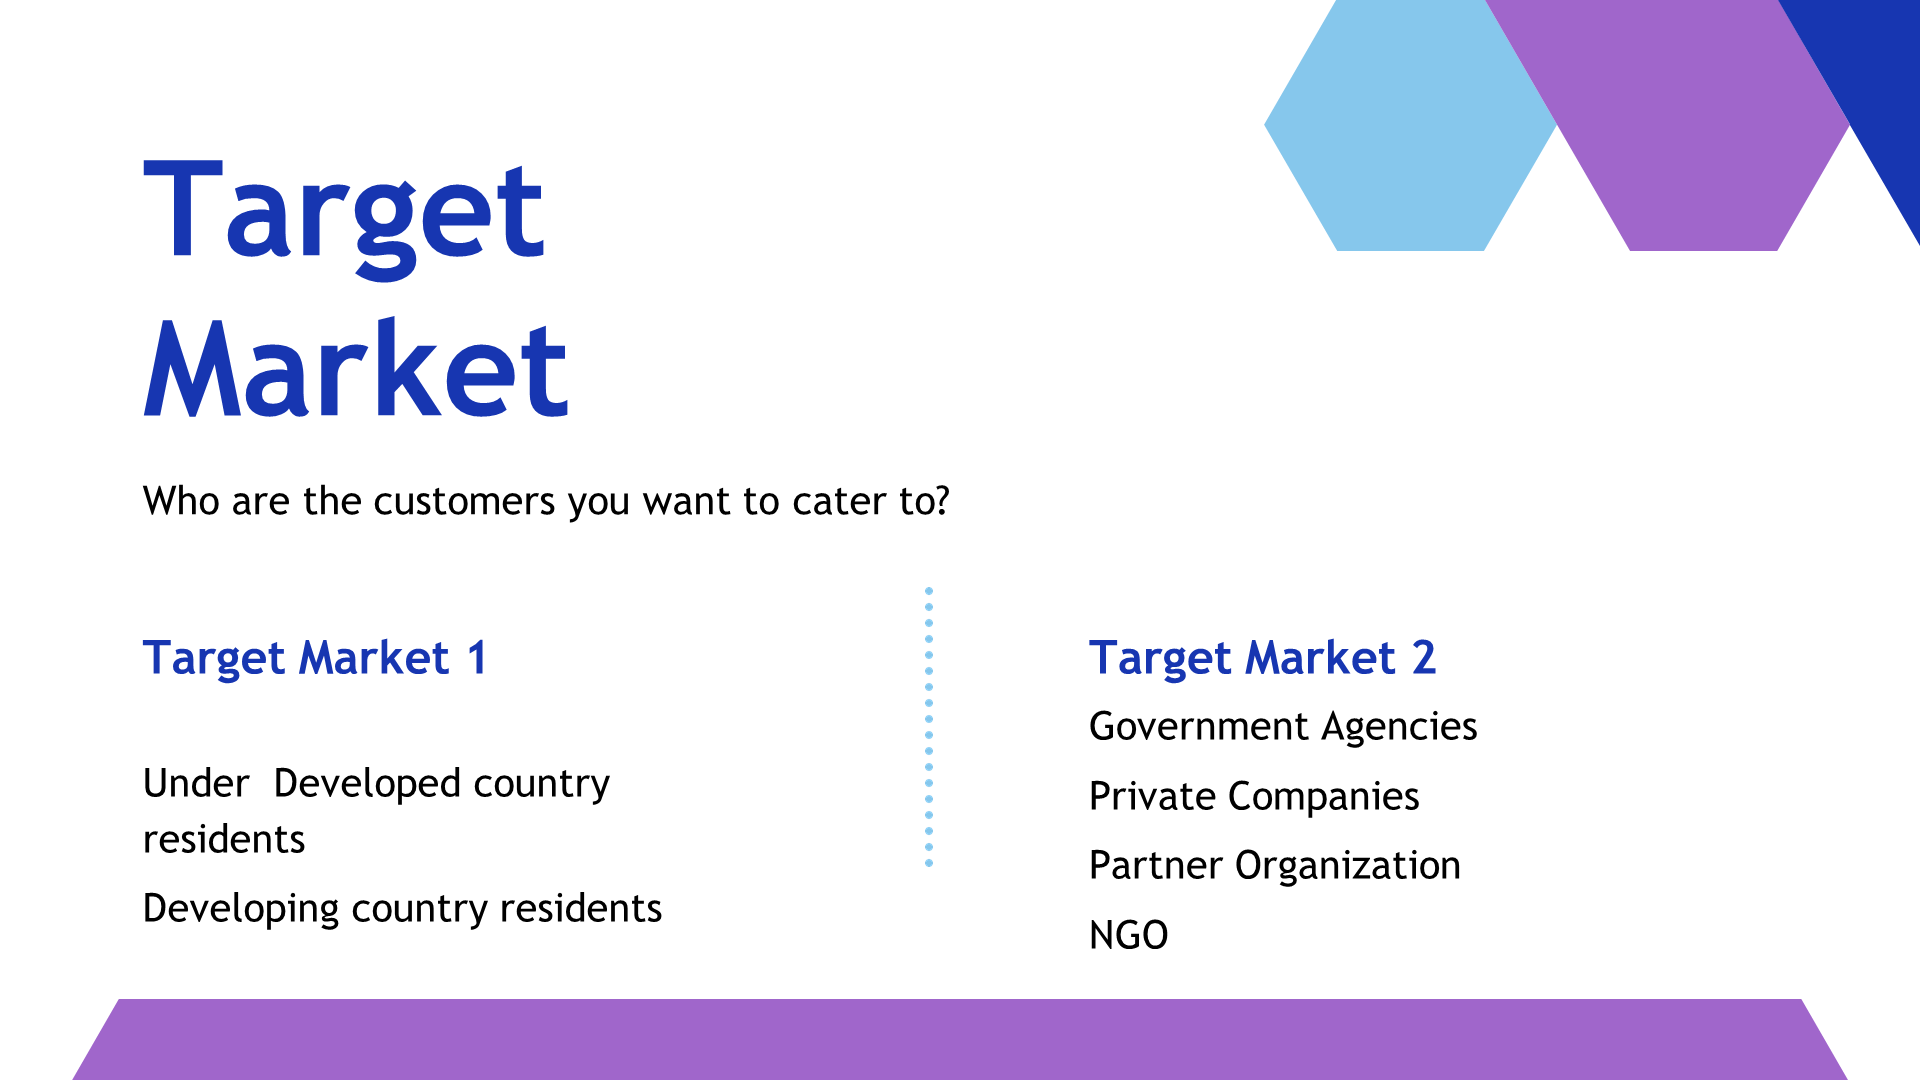 Target
Market
Who are the customers you want to cater to?
Target Market 1
Under  Developed country
residents
Developing country residents
Target Market 2
Government Agencies
Private Companies
Partner Organization
NGO